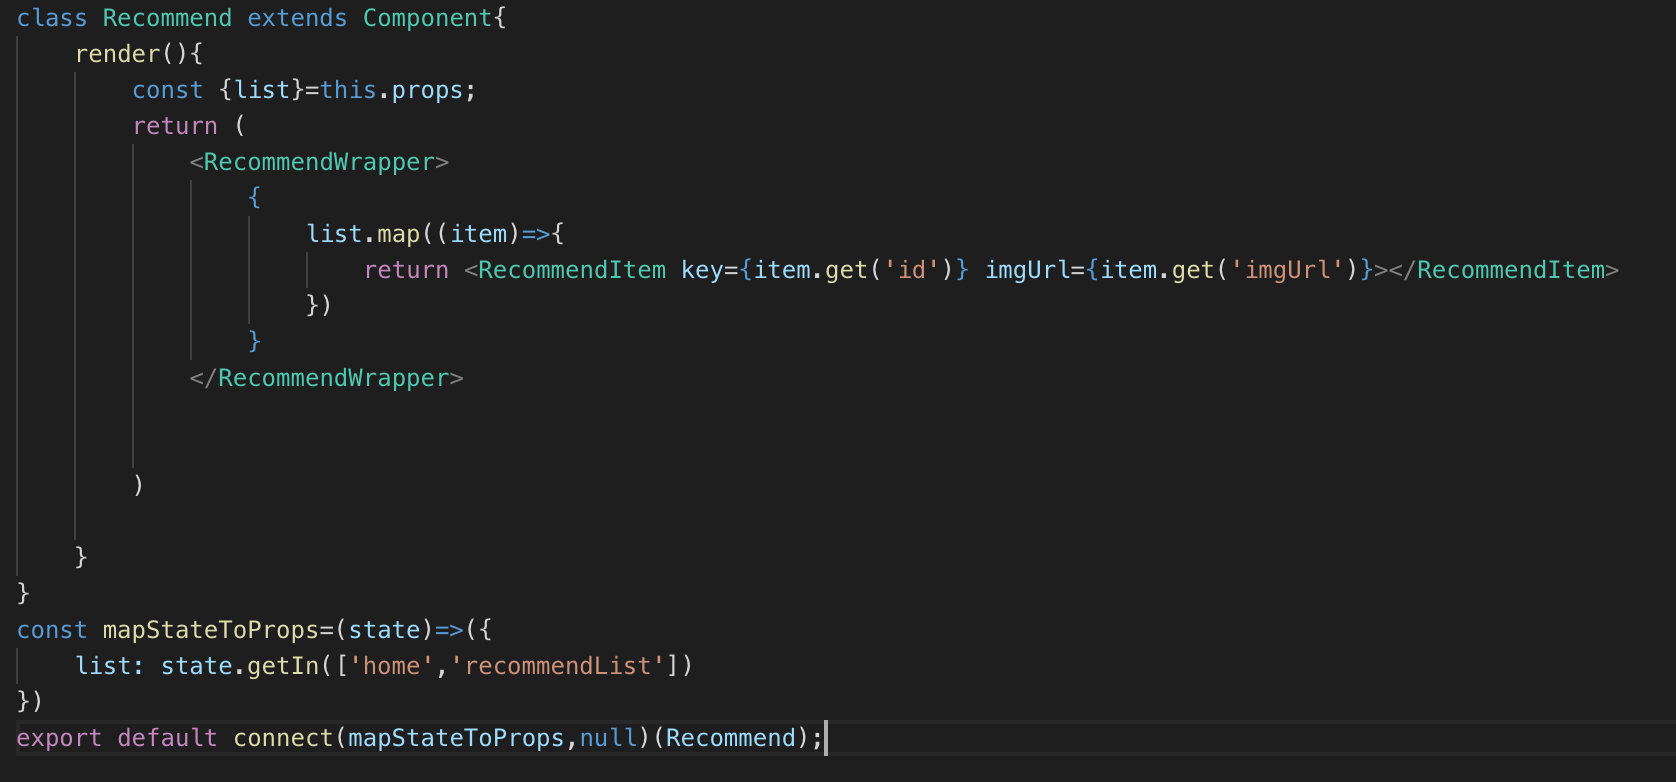 class Recommend extends Component{
    render(){
        const {list}=this.props;
        return (
            <RecommendWrapper>
                {
                    list.map((item)=>{
                        return <RecommendItem key={item.get('id')} imgUrl={item.get('imgUrl')}></RecommendItem>
                    })
                }
            </RecommendWrapper>
        )
    }
}
const mapStateToProps=(state)=>({
    list: state.getIn(['home','recommendList'])
})
export default connect(mapStateToProps,null)(Recommend);